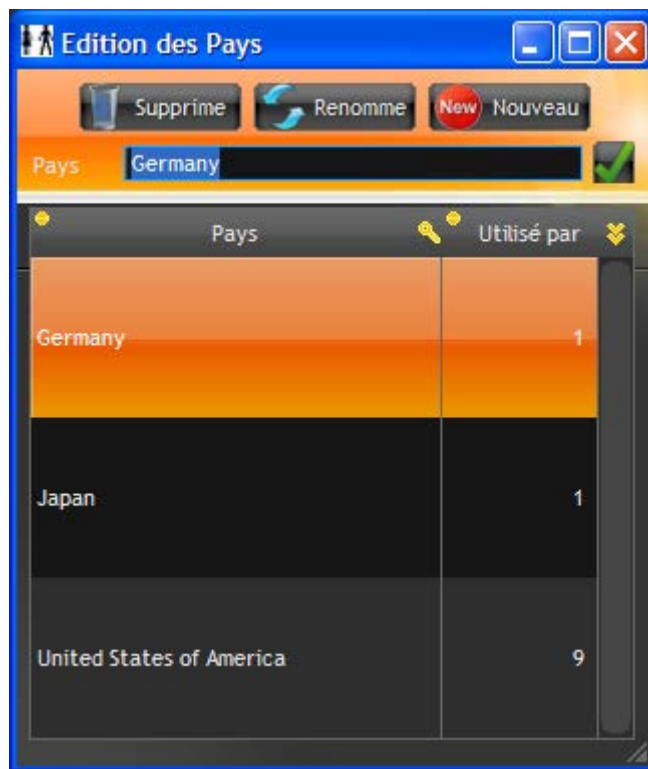 Edition des Pays
Supprime Renomme New Nouveau
Pays Germany
Pays Utilisé par
Germany 1
Japan 1
United States of America 9